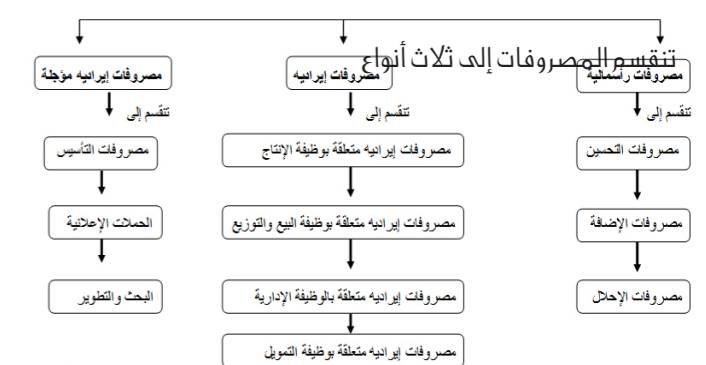 تنقسم المصروفات إلى ثلاث أنواع
مصروفات رأسمالية
مصروفات إيراديه
مصروفات إيراديه مؤجلة
تنقسم إلى
تنقسم إلى
تنقسم إلى
مصروفات التحسين
مصروفات إيراديه متعلقة بوظيفة الإنتاج
مصروفات التأسيس
مصروفات الإضافة
مصروفات إيراديه متعلقة بوظيفة البيع والتوزيع
الحملات الإعلانية
مصروفات الإحلال
مصروفات إيراديه متعلقة بالوظيفة الإدارية
البحث والتطوير
مصروفات إيراديه متعلقة بوظيفة التمويل